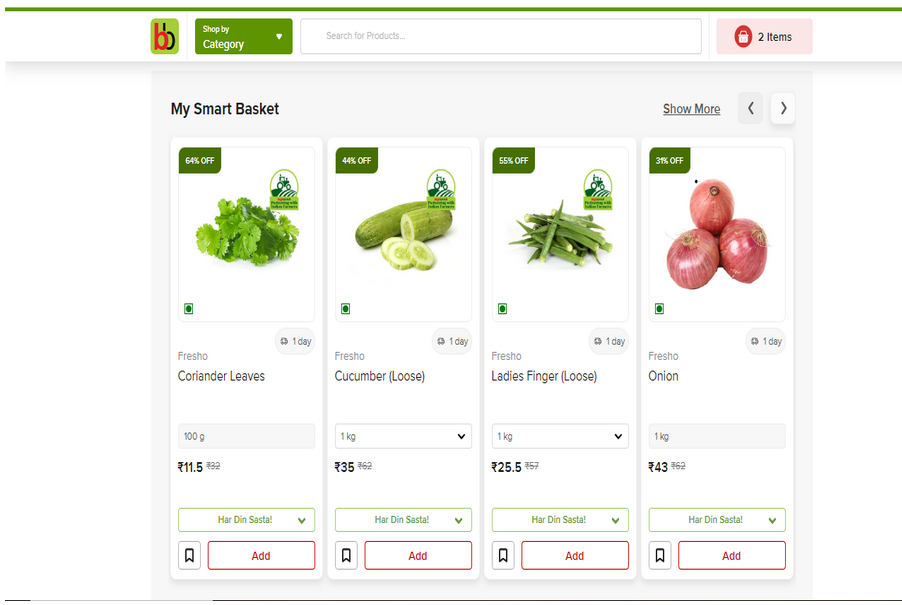 bb
Shop by
Category
Search for Products...
2 Items
My Smart Basket
Show More
64% OFF
1 day
Fresho
Coriander Leaves
100 g
₹11.5 ₹32
Har Din Sasta!
Add
44% OFF
1 day
Fresho
Cucumber (Loose)
1 kg
₹35 ₹62
Har Din Sasta!
Add
55% OFF
1 day
Fresho
Ladies Finger (Loose)
1 kg
₹25.5 ₹57
Har Din Sasta!
Add
31% OFF
1 day
Fresho
Onion
1 kg
₹43 ₹62
Har Din Sasta!
Add